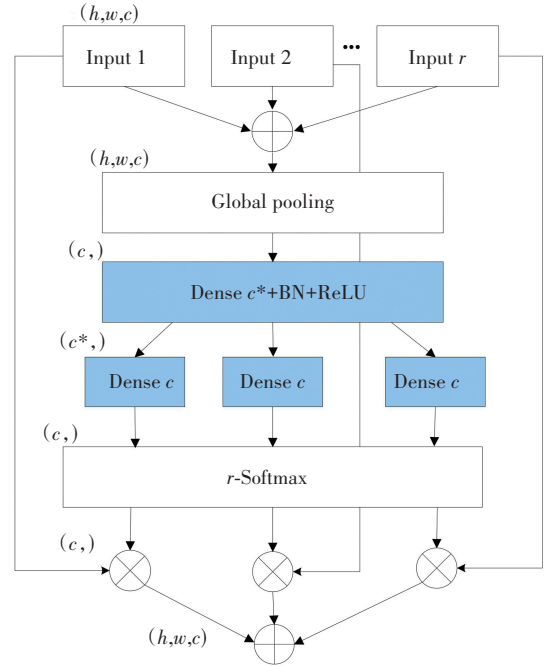 (h,w,c)
Input 1
Input 2
...
Input r
(h,w,c)
Global pooling
(c,)
Dense c*+BN+ReLU
(c*,)
Dense c
Dense c
Dense c
(c,)
r-Softmax
(c,)
(h,w,c)